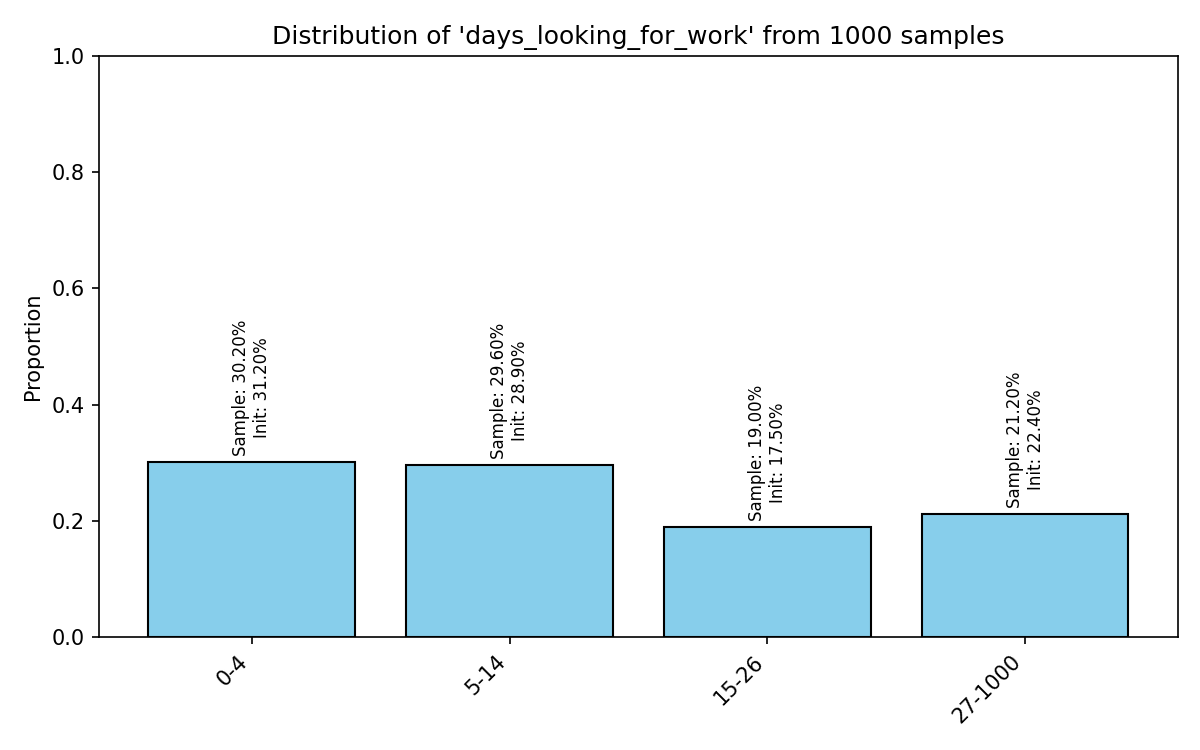 Distribution of 'days_looking_for_work' from 1000 samples
Proportion
1.0
0.8
0.6
0.4
0.2
0.0
Sample: 30.20%
Init: 31.20%
Sample: 29.60%
Init: 28.90%
Sample: 19.00%
Init: 17.50%
Sample: 21.20%
Init: 22.40%
0-4
5-14
15-26
27-1000